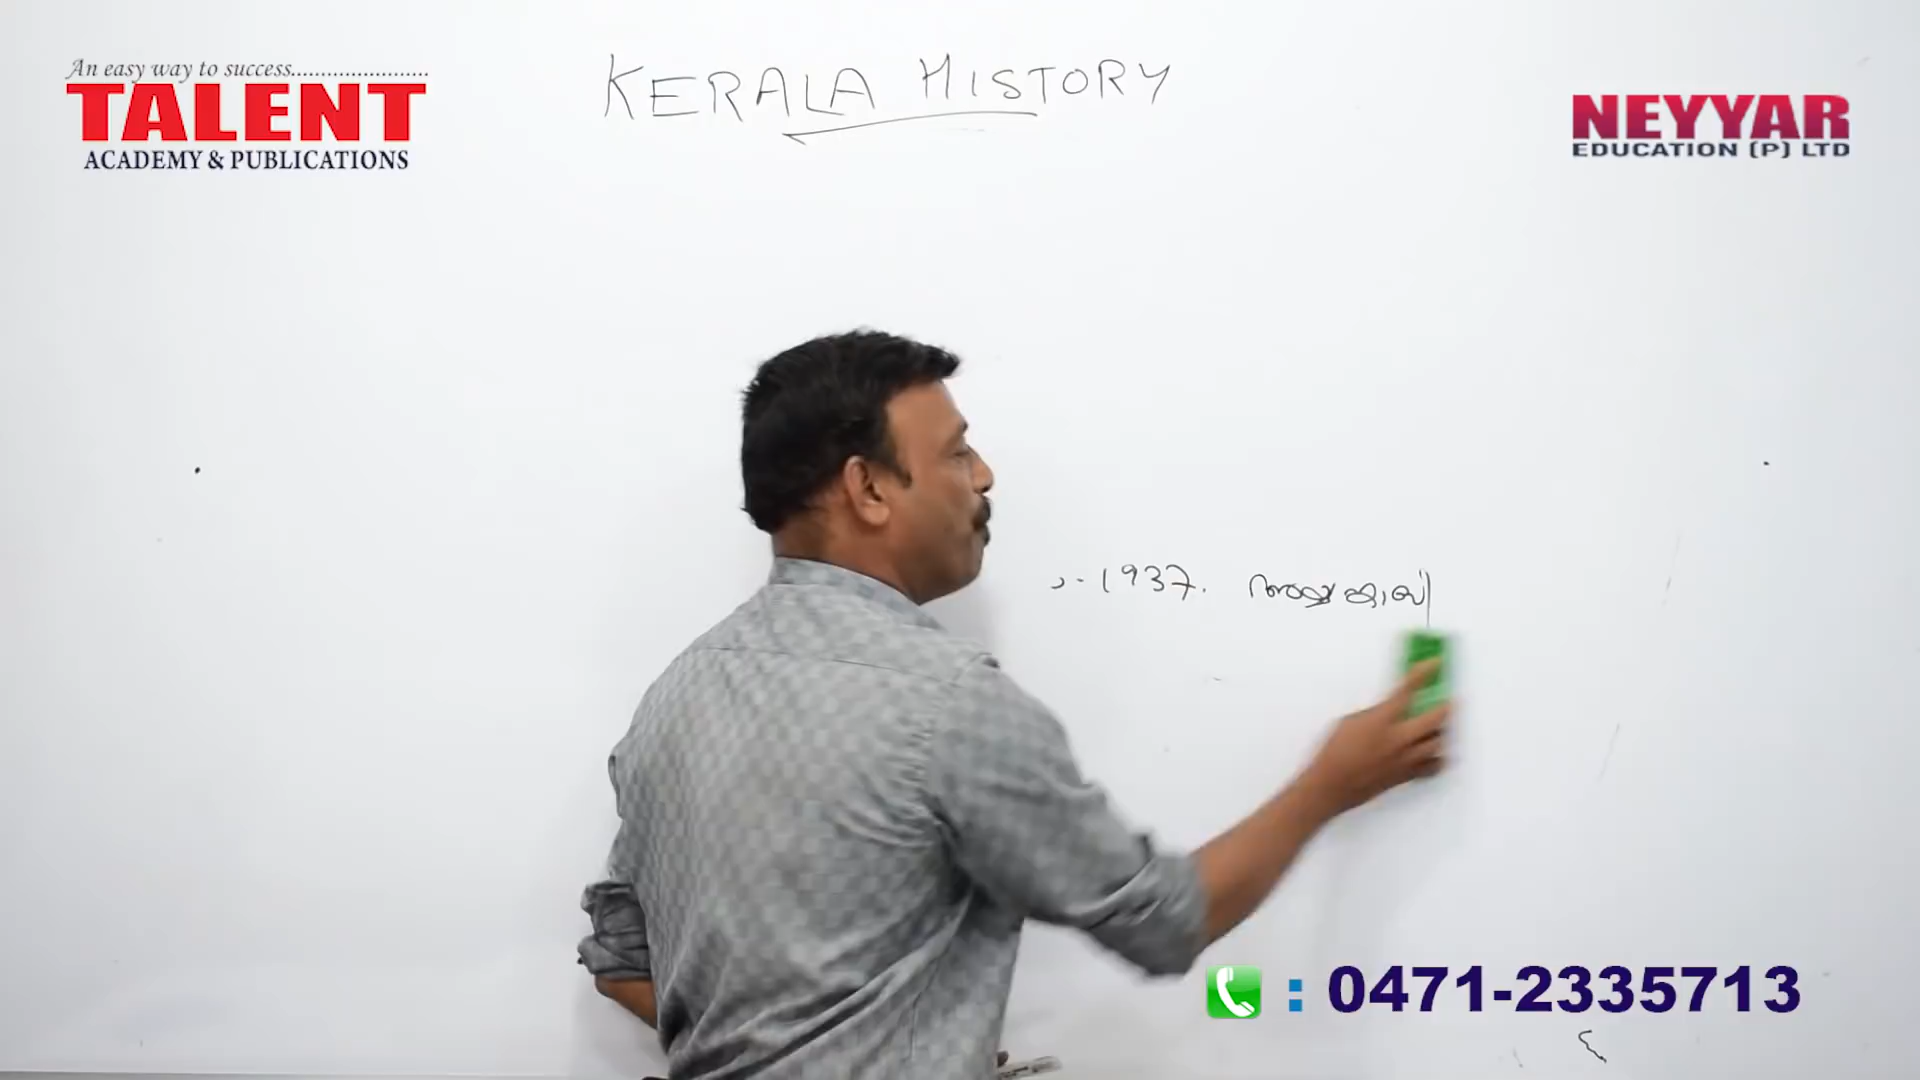 An easy way to success.......................
TALENT
ACADEMY & PUBLICATIONS
KERALA HISTORY
NEYYAR
EDUCATION (P) LTD
- 1937.
: 0471-2335713